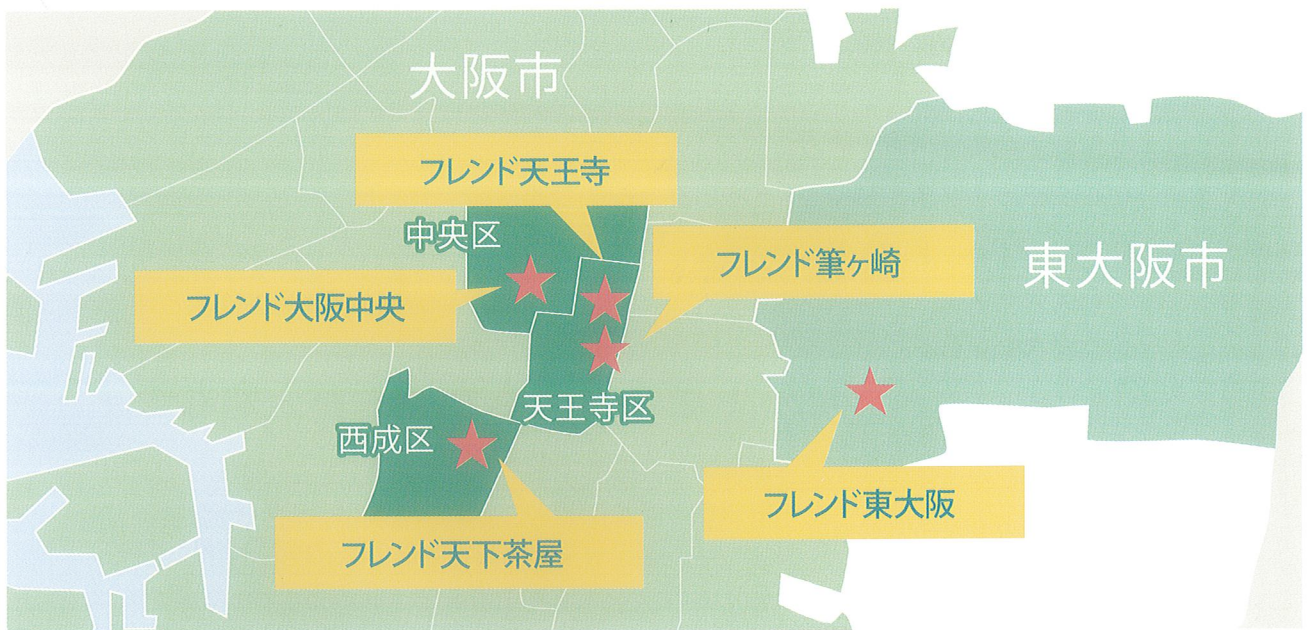 大阪市
フレンド天王寺
中央区
フレンド筆ヶ崎
東大阪市
フレンド大阪中央
天王寺区
西成区
フレンド東大阪
フレンド天下茶屋